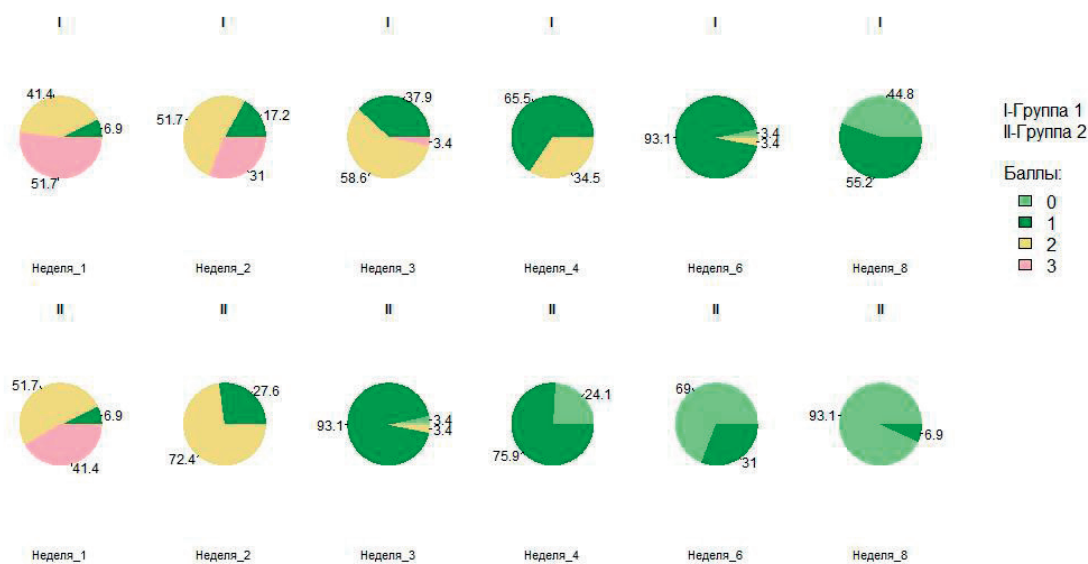 I I I I I I
41.4 6.9 51.7
51.7 17.2 31
37.9 3.4 58.6
65.5 34.5
93.1 3.4 3.4
44.8 55.2
Неделя_1 Неделя_2 Неделя_3 Неделя_4 Неделя_6 Неделя_8
I-Группа 1
II-Группа 2
Баллы:
0
1
2
3
II II II II II II
51.7 6.9 41.4
27.6 72.4
93.1 3.4 3.4
24.1 75.9
69 31
93.1 6.9
Неделя_1 Неделя_2 Неделя_3 Неделя_4 Неделя_6 Неделя_8